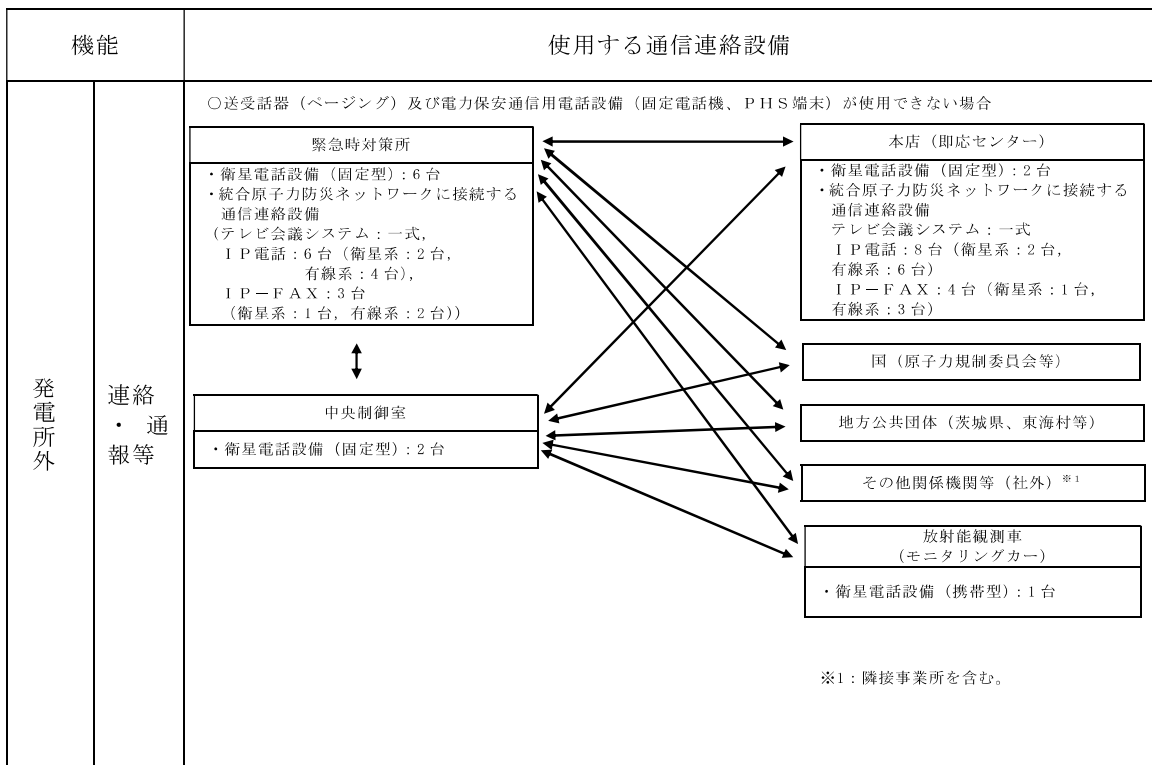 機能
使用する通信連絡設備
発電所外
連絡
・ 通
報等
○送受話器（ページング）及び電力保安通信用電話設備（固定電話機、ＰＨＳ端末）が使用できない場合
緊急時対策所
・衛星電話設備（固定型）：６台
・統合原子力防災ネットワークに接続する
通信連絡設備
（テレビ会議システム：一式，
ＩＰ電話：６台（衛星系：２台，
有線系：４台），
ＩＰ－ＦＡＸ：３台
（衛星系：１台，有線系：２台））
中央制御室
・衛星電話設備（固定型）：２台
本店（即応センター）
・衛星電話設備（固定型）：２台
・統合原子力防災ネットワークに接続する
通信連絡設備
テレビ会議システム：一式
ＩＰ電話：８台（衛星系：２台，
有線系：６台）
ＩＰ－ＦＡＸ：４台（衛星系：１台，
有線系：３台）
国（原子力規制委員会等）
地方公共団体（茨城県、東海村等）
その他関係機関等（社外）※１
放射能観測車
（モニタリングカー）
・衛星電話設備（携帯型）：１台
※1：隣接事業所を含む。